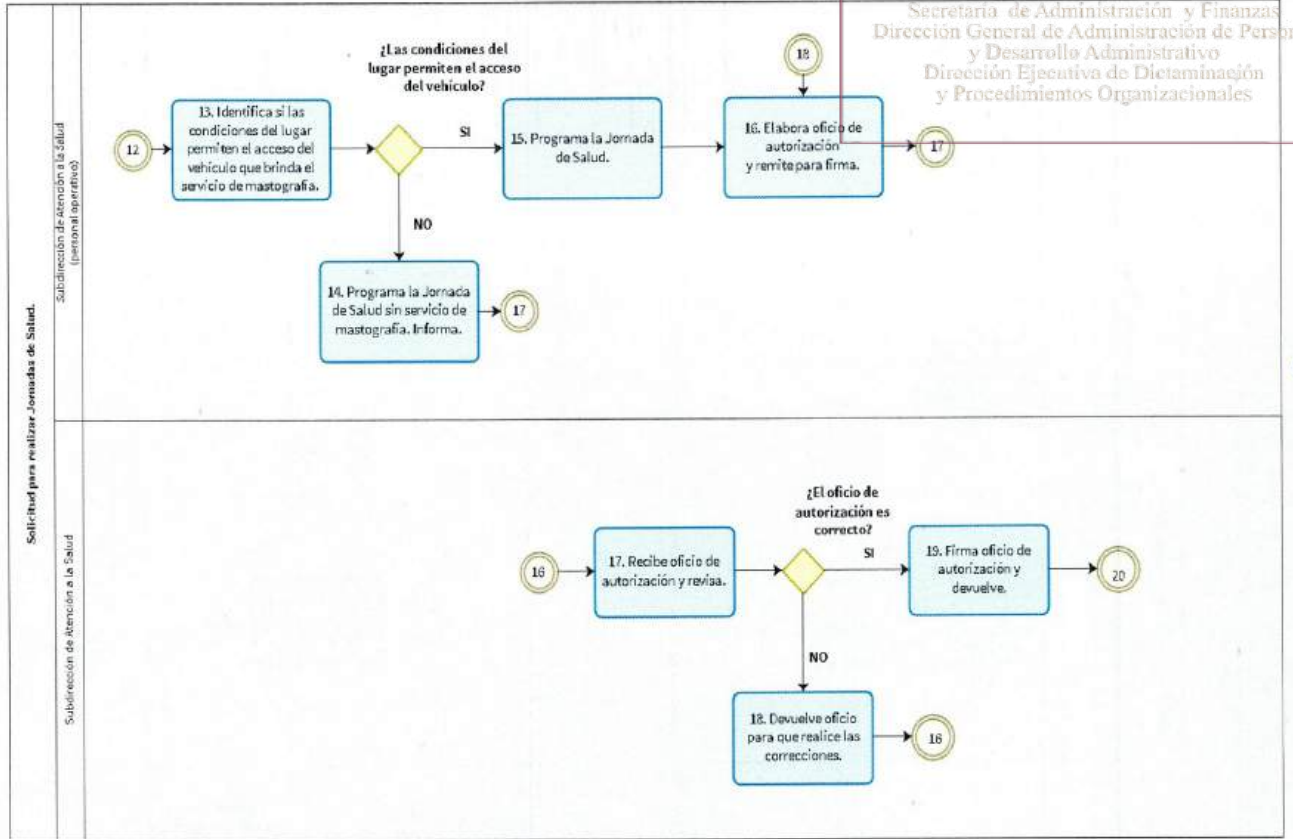 Secretaría de Administración y Finanzas
Dirección General de Administración de Person
y Desarrollo Administrativo
Dirección Ejecutiva de Dictaminación
y Procedimientos Organizacionales
Solicitud para realizar Jornadas de Salud.
Subdirección de Atención a la Salud
(personal operativo)
12
13. Identifica si las
condiciones del lugar
permiten el acceso del
vehículo que brinda el
servicio de mastografía.
¿Las condiciones del
lugar permiten el acceso
del vehículo?
SI
NO
14. Programa la Jornada
de Salud sin servicio de
mastografía. Informa.
17
15. Programa la Jornada
de Salud.
18
16. Elabora oficio de
autorización
y remite para firma.
17
Subdirección de Atención a la Salud
16
17. Recibe oficio de
autorización y revisa.
¿El oficio de
autorización es
correcto?
SI
NO
18. Devuelve oficio
para que realice las
correcciones.
16
19. Firma oficio de
autorización y
devuelve.
20